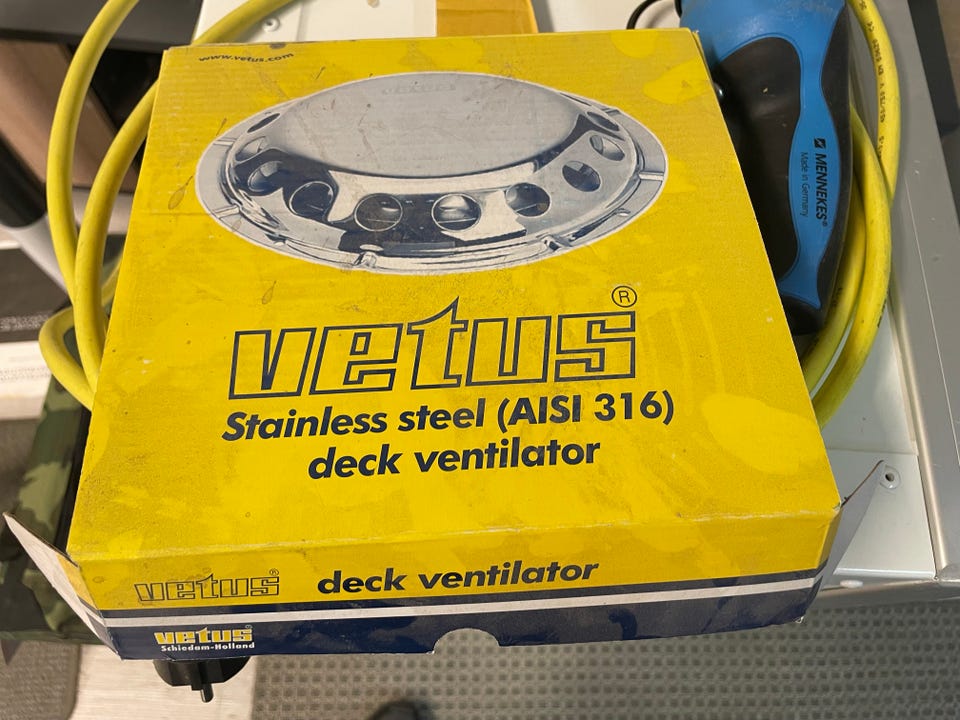 www.vetus.com
vetus®
Stainless steel (AISI 316)
deck ventilator
vetus® deck ventilator
vetus
Schiedam-Holland
MENNEKES®
Made in Germany